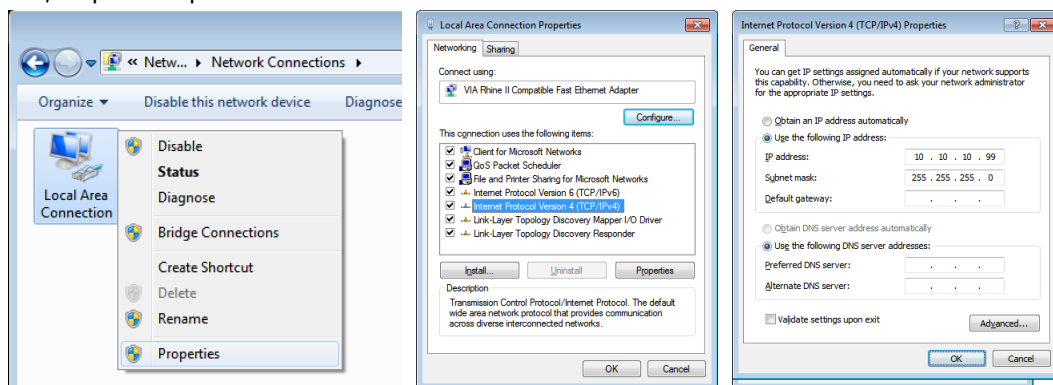 « Netw... ▸ Network Connections ▸
Organize ▾ Disable this network device Diagnose
Local Area
Connection
Disable
Status
Diagnose
Bridge Connections
Create Shortcut
Delete
Rename
Properties
Local Area Connection Properties
Networking Sharing
Connect using:
VIA Rhine II Compatible Fast Ethernet Adapter
Configure...
This connection uses the following items:
Client for Microsoft Networks
QoS Packet Scheduler
File and Printer Sharing for Microsoft Networks
Internet Protocol Version 6 (TCP/IPv6)
Internet Protocol Version 4 (TCP/IPv4)
Link-Layer Topology Discovery Mapper I/O Driver
Link-Layer Topology Discovery Responder
Install... Uninstall Properties
Description
Transmission Control Protocol/Internet Protocol. The default
wide area network protocol that provides communication
across diverse interconnected networks.
OK Cancel
Internet Protocol Version 4 (TCP/IPv4) Properties
General
You can get IP settings assigned automatically if your network supports
this capability. Otherwise, you need to ask your network administrator
for the appropriate IP settings.
Obtain an IP address automatically
Use the following IP address:
IP address: 10 . 10 . 10 . 99
Subnet mask: 255 . 255 . 255 . 0
Default gateway: . . .
Obtain DNS server address automatically
Use the following DNS server addresses:
Preferred DNS server: . . .
Alternate DNS server: . . .
Validate settings upon exit
Advanced...
OK Cancel